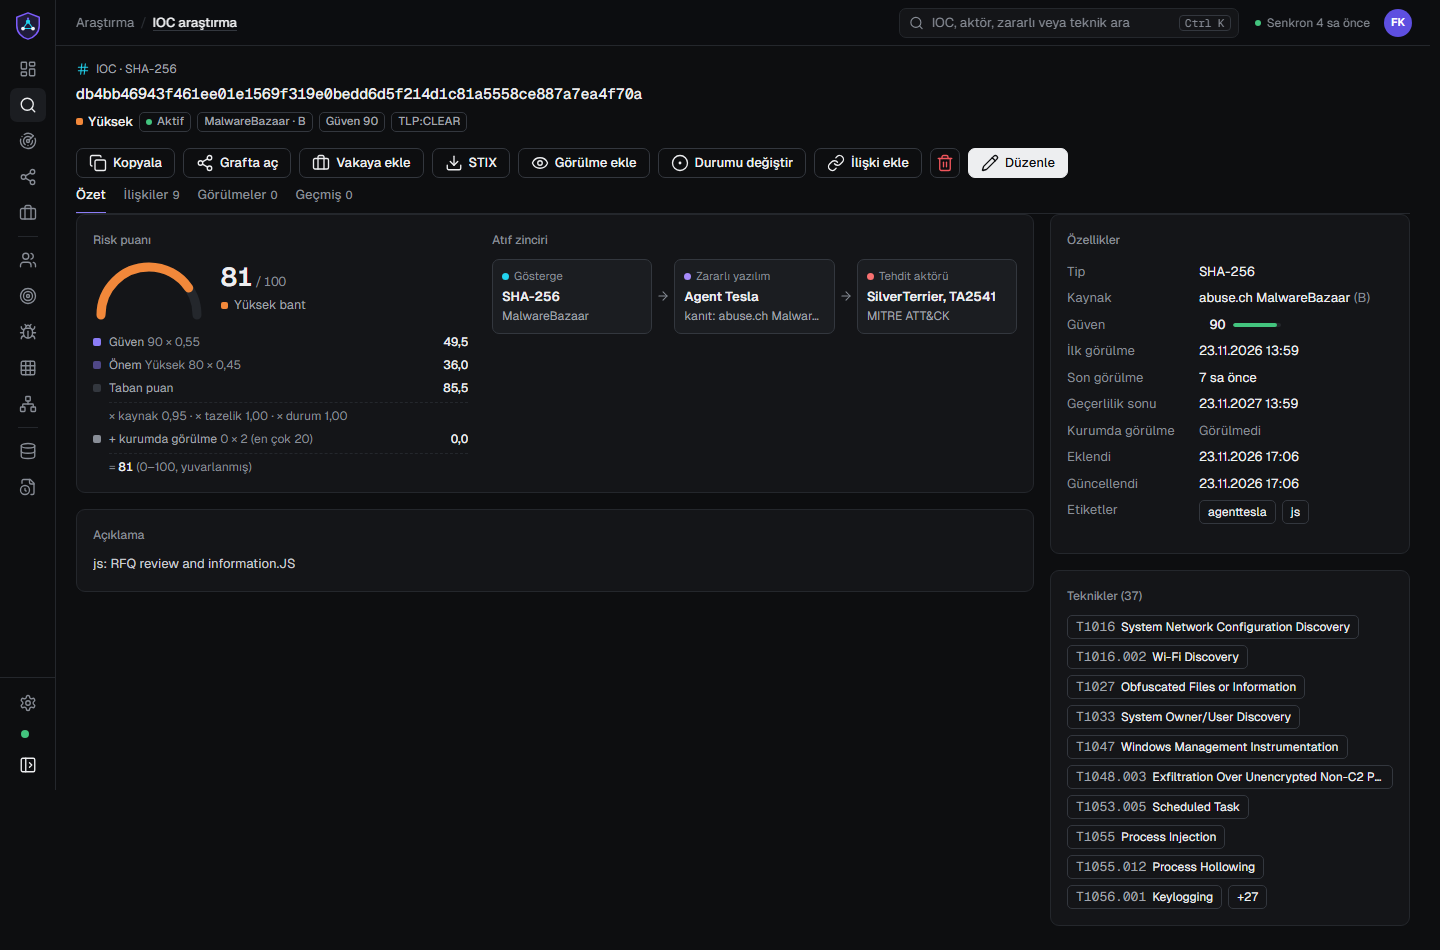 Araştırma / IOC araştırma
IOC, aktör, zararlı veya teknik ara Ctrl K
Senkron 4 sa önce
FK
IOC · SHA-256
db4bb46943f461ee01e1569f319e0bedd6d5f214d1c81a5558ce887a7ea4f70a
Yüksek Aktif MalwareBazaar · B Güven 90 TLP:CLEAR
Kopyala Grafta aç Vakaya ekle STIX Görülme ekle Durumu değiştir İlişki ekle Düzenle
Özet İlişkiler 9 Görülmeler 0 Geçmiş 0
Risk puanı
81 / 100
Yüksek bant
Güven 90 × 0,55 49,5
Önem Yüksek 80 × 0,45 36,0
Taban puan 85,5
× kaynak 0,95 · × tazelik 1,00 · × durum 1,00
+ kurumda görülme 0 × 2 (en çok 20) 0,0
= 81 (0–100, yuvarlanmış)
Atıf zinciri
Gösterge
SHA-256
MalwareBazaar
Zararlı yazılım
Agent Tesla
kanıt: abuse.ch Malwar...
Tehdit aktörü
SilverTerrier, TA2541
MITRE ATT&CK
Açıklama
js: RFQ review and information.JS
Özellikler
Tip SHA-256
Kaynak abuse.ch MalwareBazaar (B)
Güven 90
İlk görülme 23.11.2026 13:59
Son görülme 7 sa önce
Geçerlilik sonu 23.11.2027 13:59
Kurumda görülme Görülmedi
Eklendi 23.11.2026 17:06
Güncellendi 23.11.2026 17:06
Etiketler agenttesla js
Teknikler (37)
T1016 System Network Configuration Discovery
T1016.002 Wi-Fi Discovery
T1027 Obfuscated Files or Information
T1033 System Owner/User Discovery
T1047 Windows Management Instrumentation
T1048.003 Exfiltration Over Unencrypted Non-C2 P...
T1053.005 Scheduled Task
T1055 Process Injection
T1055.012 Process Hollowing
T1056.001 Keylogging +27